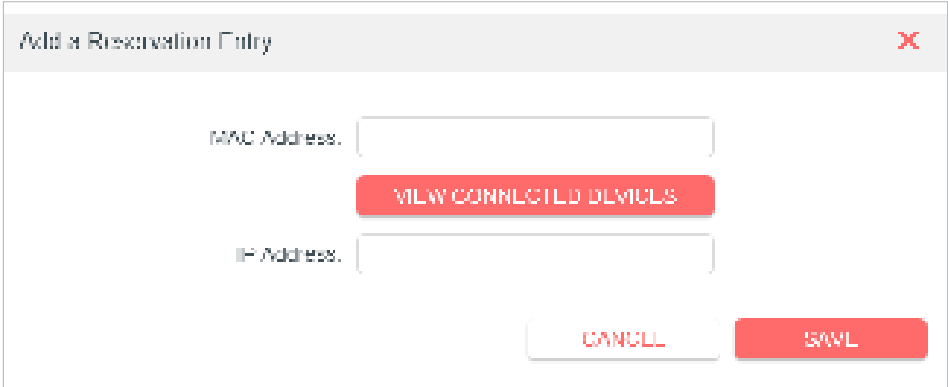 Add a Reservation Entry
MAC Address:
VIEW CONNECTED DEVICES
IP Address:
CANCEL
SAVE